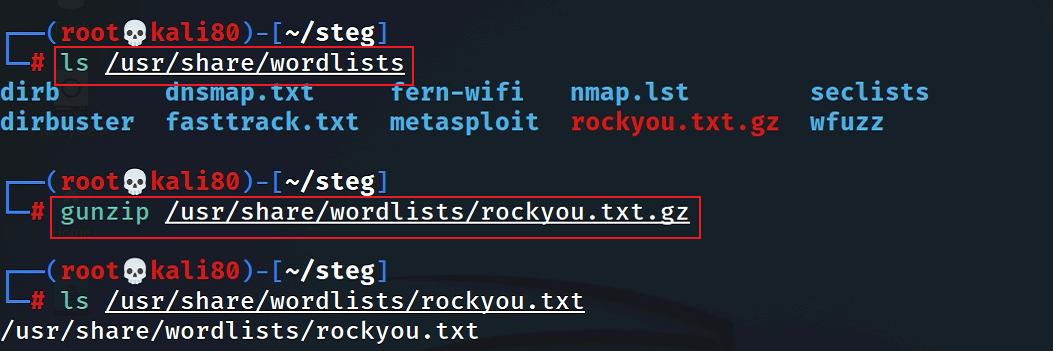 ┌──(root💀kali80)-[~/steg]
└─# ls /usr/share/wordlists
dirb dnsmap.txt fern-wifi nmap.lst seclists
dirbuster fasttrack.txt metasploit rockyou.txt.gz wfuzz
┌──(root💀kali80)-[~/steg]
└─# gunzip /usr/share/wordlists/rockyou.txt.gz
┌──(root💀kali80)-[~/steg]
└─# ls /usr/share/wordlists/rockyou.txt
/usr/share/wordlists/rockyou.txt